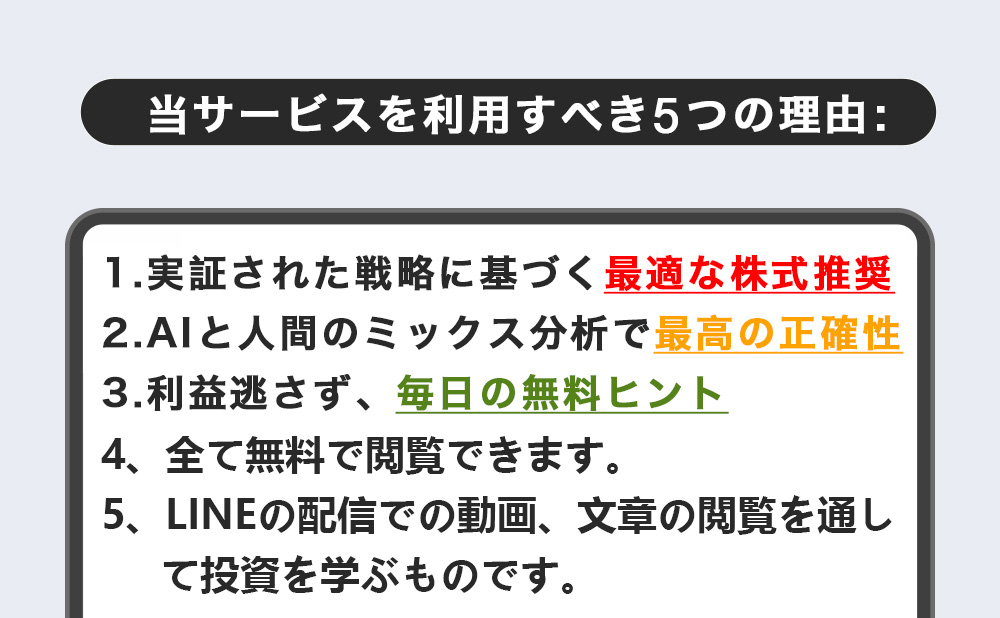 当サービスを利用すべき5つの理由:
1.実証された戦略に基づく最適な株式推奨
2.AIと人間のミックス分析で最高の正確性
3.利益逃さず、毎日の無料ヒント
4、全て無料で閲覧できます。
5、LINEの配信での動画、文章の閲覧を通し
て投資を学ぶものです。